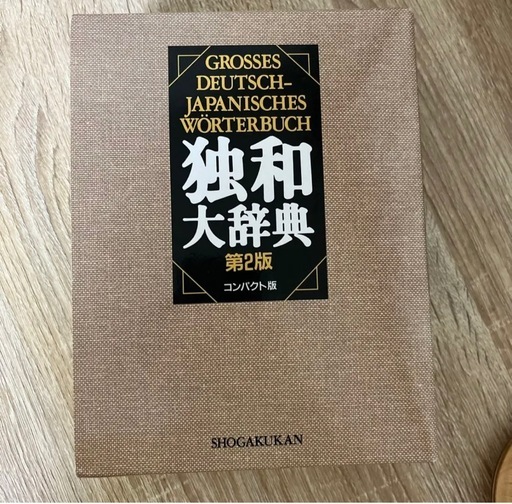 GROSSES
DEUTSCH-
JAPANISCHES
WÖRTERBUCH
独和
大辞典
第2版
コンパクト版
SHOGAKUKAN